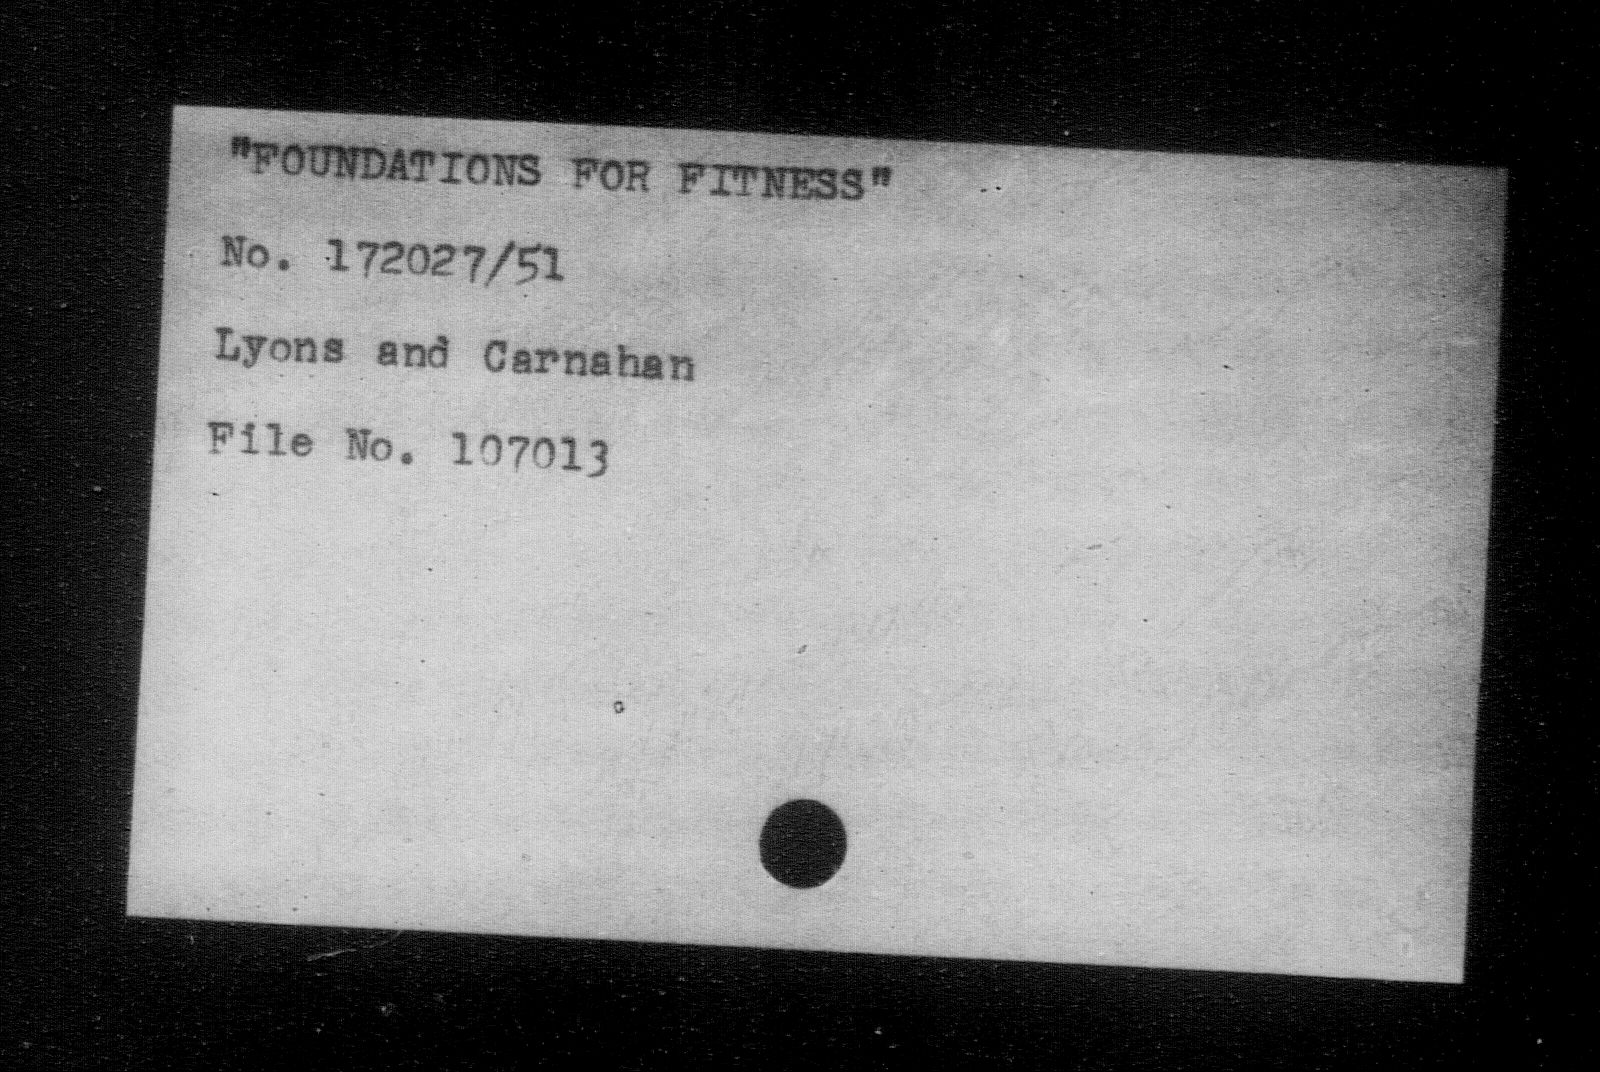 "FOUNDATIONS FOR FITNESS"
No. 172027/51
Lyons and Carnahan
File No. 107013